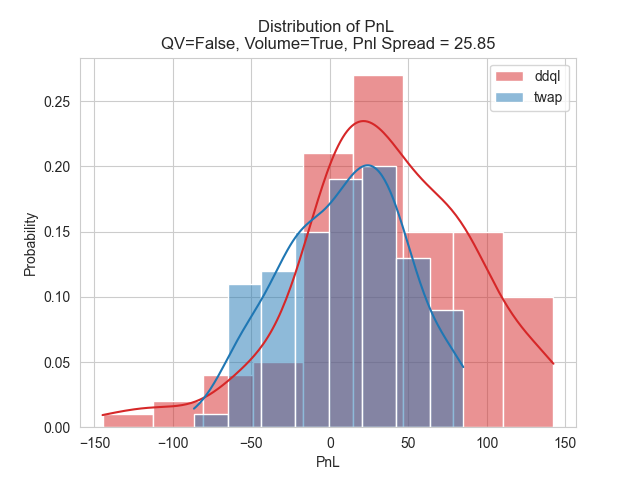 Distribution of PnL
QV=False, Volume=True, Pnl Spread = 25.85
ddql
twap
0.25
0.20
0.15
0.10
0.05
0.00
Probability
−150 −100 −50 0 50 100 150
PnL